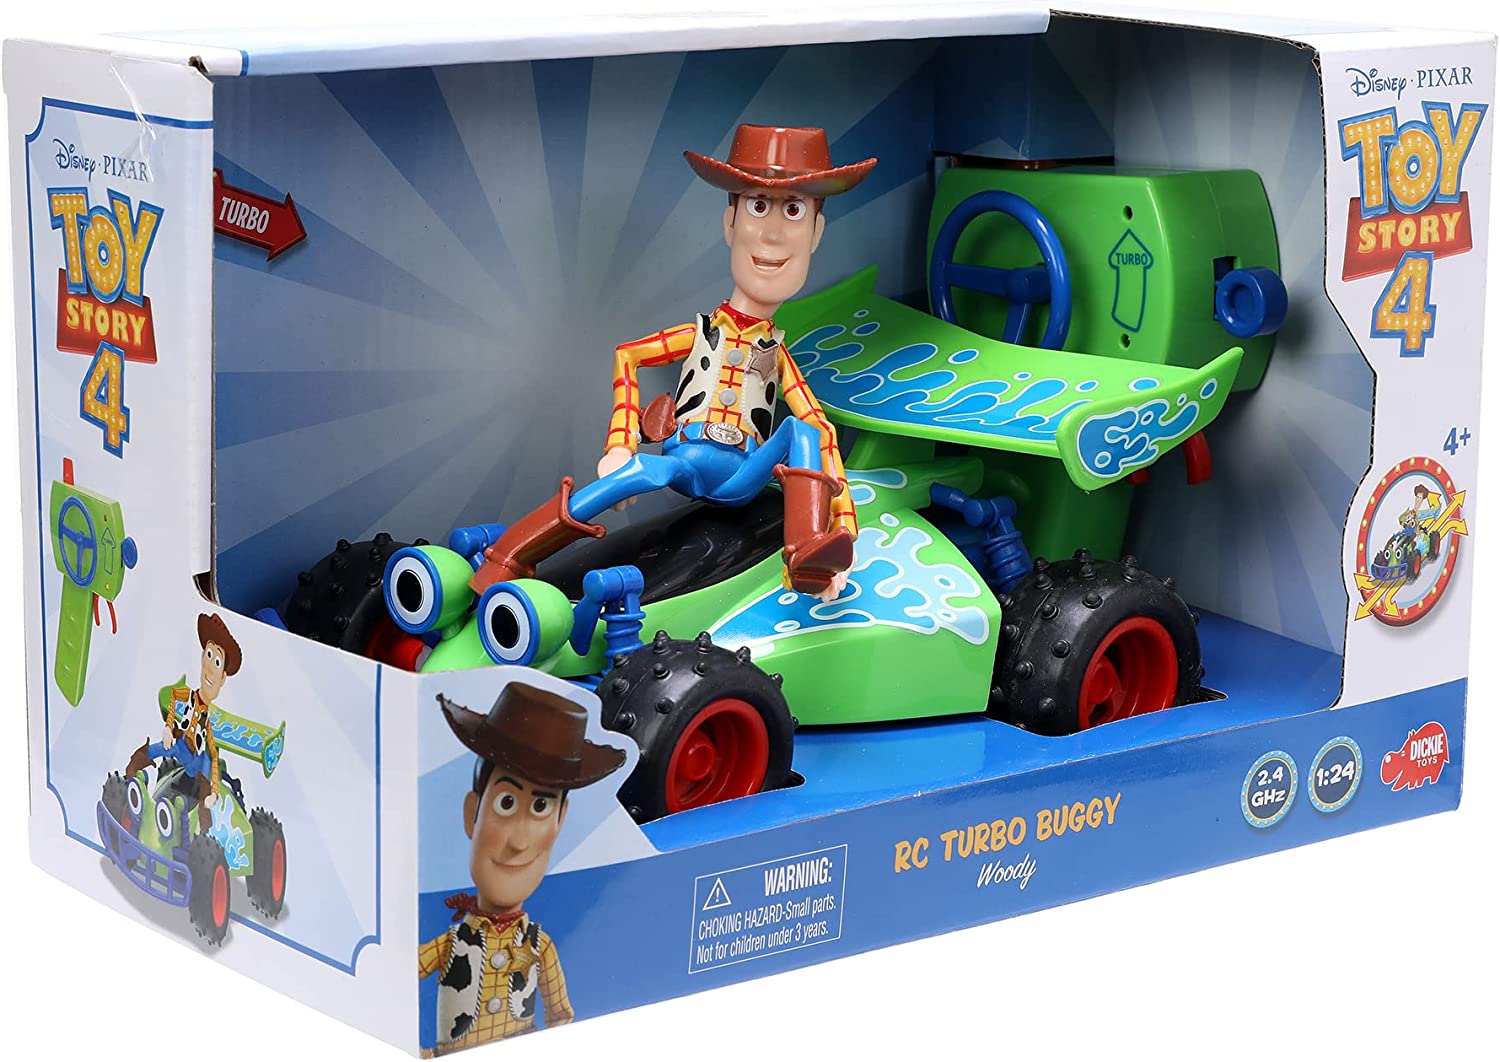 DISNEY · PIXAR
TOY
STORY
4
TURBO
TURBO
DISNEY · PIXAR
TOY
STORY
4
4+
2.4
GHz
1:24
DICKIE
TOYS
RC TURBO BUGGY
Woody
WARNING:
CHOKING HAZARD-Small parts.
Not for children under 3 years.